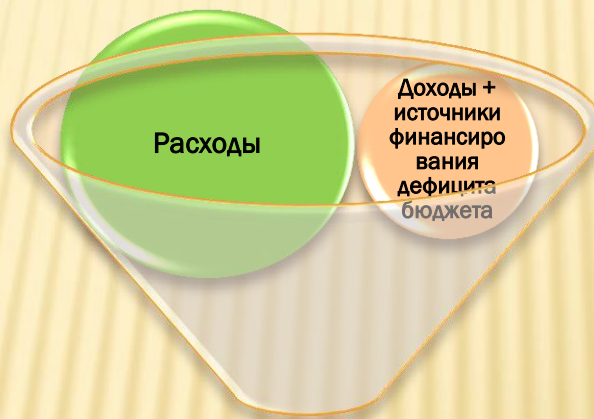 Расходы
Доходы +
источники
финансиро
вания
дефицита
бюджета